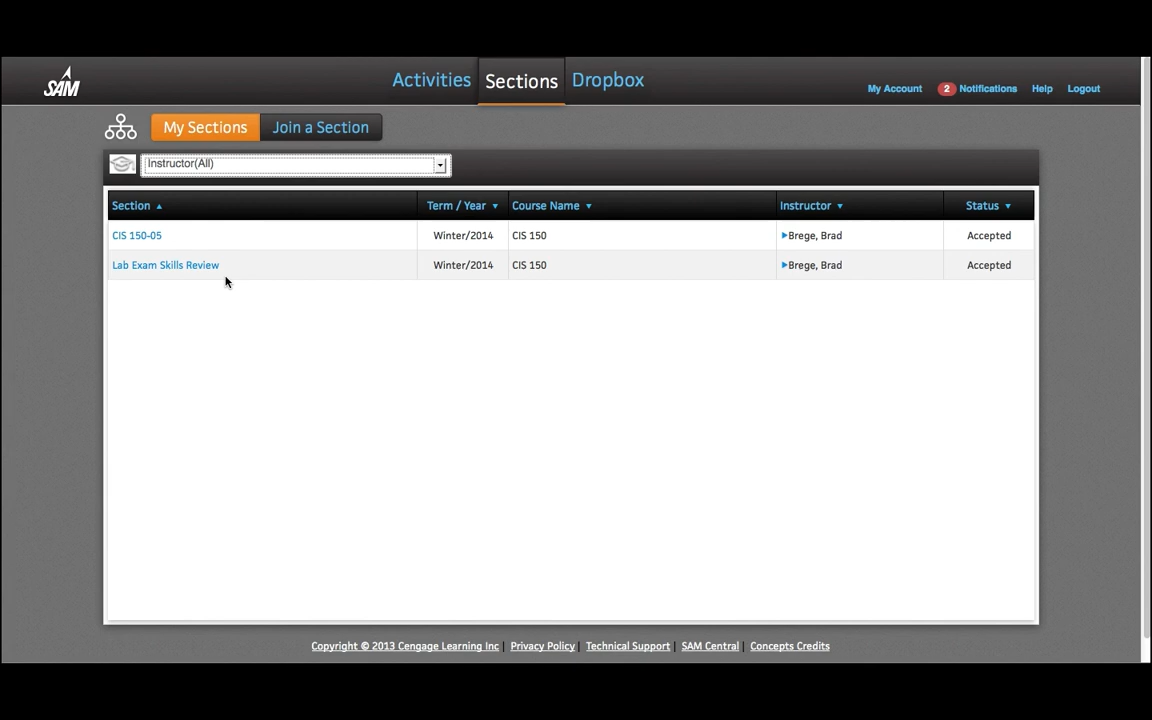 SAM
Activities Sections Dropbox
My Account 2 Notifications Help Logout
My Sections Join a Section
Instructor(All)
Section Term / Year Course Name Instructor Status
CIS 150-05 Winter/2014 CIS 150 Brege, Brad Accepted
Lab Exam Skills Review Winter/2014 CIS 150 Brege, Brad Accepted
Copyright © 2013 Cengage Learning Inc | Privacy Policy | Technical Support | SAM Central | Concepts Credits